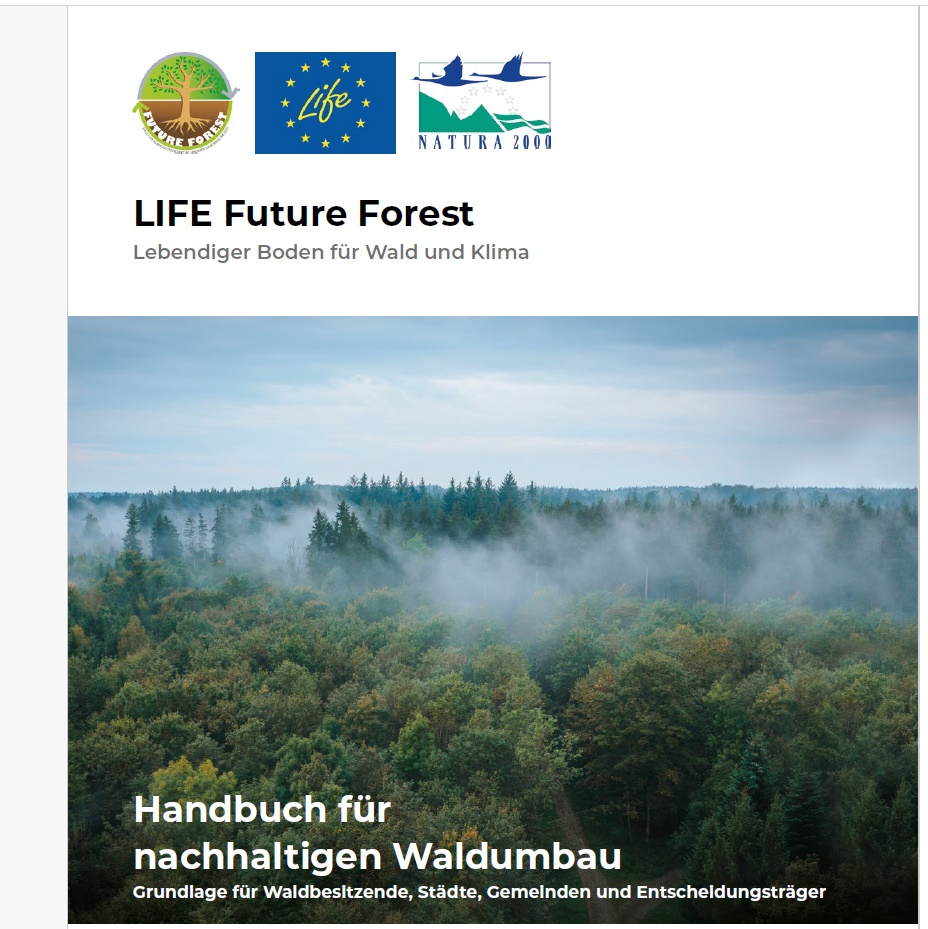 FUTURE FOREST
Life
NATURA 2000
LIFE Future Forest
Lebendiger Boden für Wald und Klima
Handbuch für
nachhaltigen Waldumbau
Grundlage für Waldbesitzende, Städte, Gemeinden und Entscheidungsträger